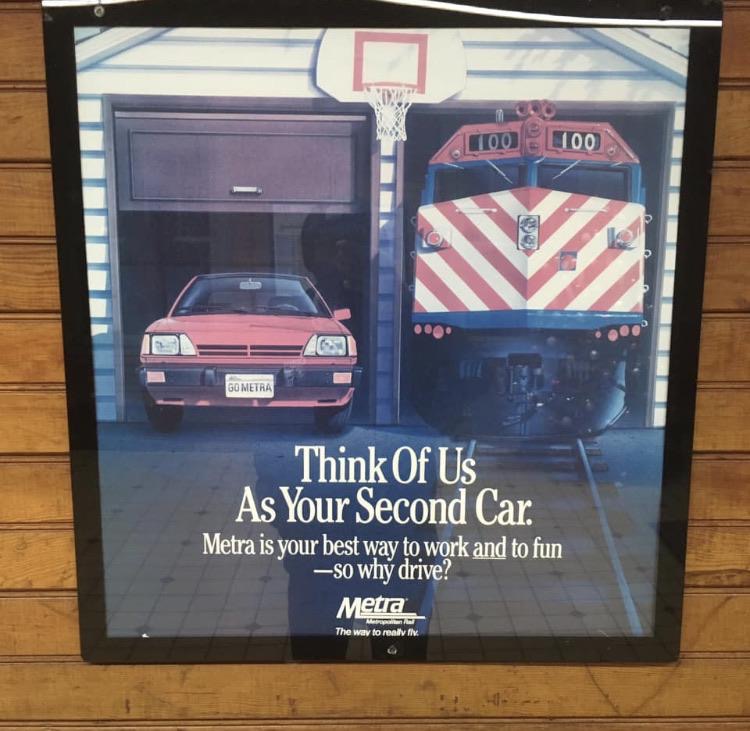 100 100
GO METRA
Think Of Us
As Your Second Car.
Metra is your best way to work and to fun
—so why drive?
Metra
Metropolitan Rail
The way to really fly.